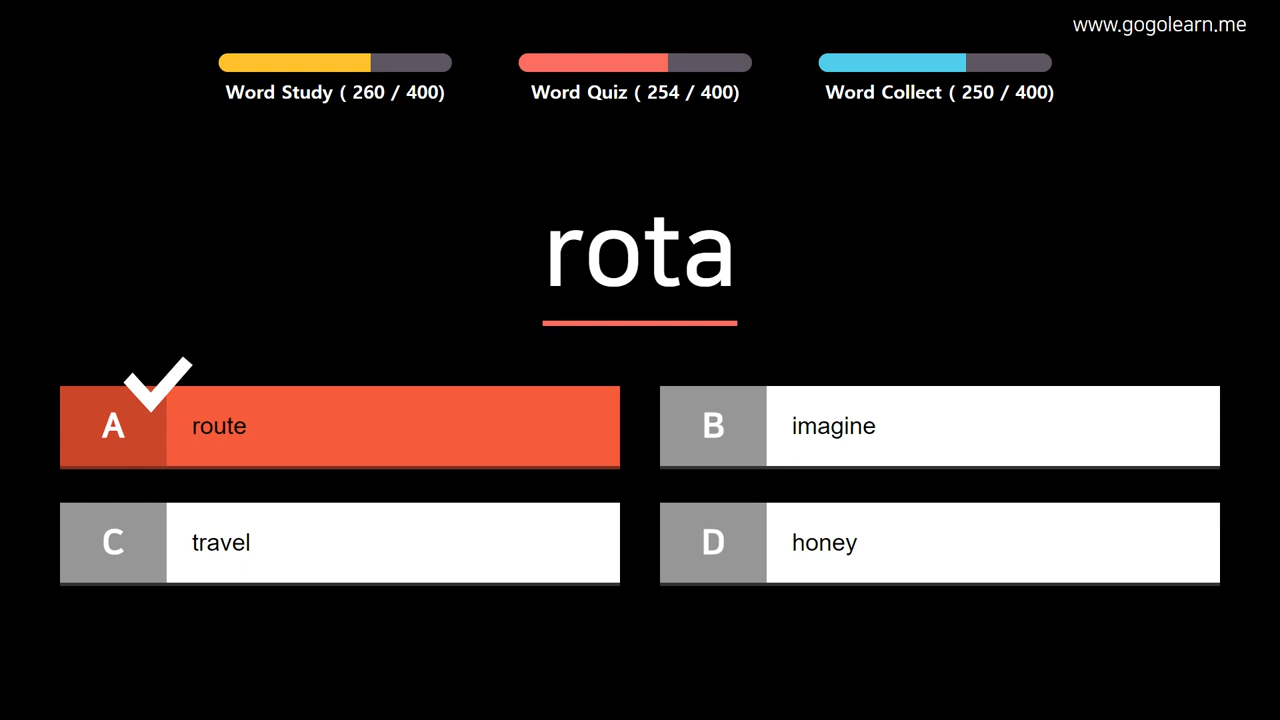 www.gogolearn.me
Word Study ( 260 / 400)
Word Quiz ( 254 / 400)
Word Collect ( 250 / 400)
rota
A route
B imagine
C travel
D honey